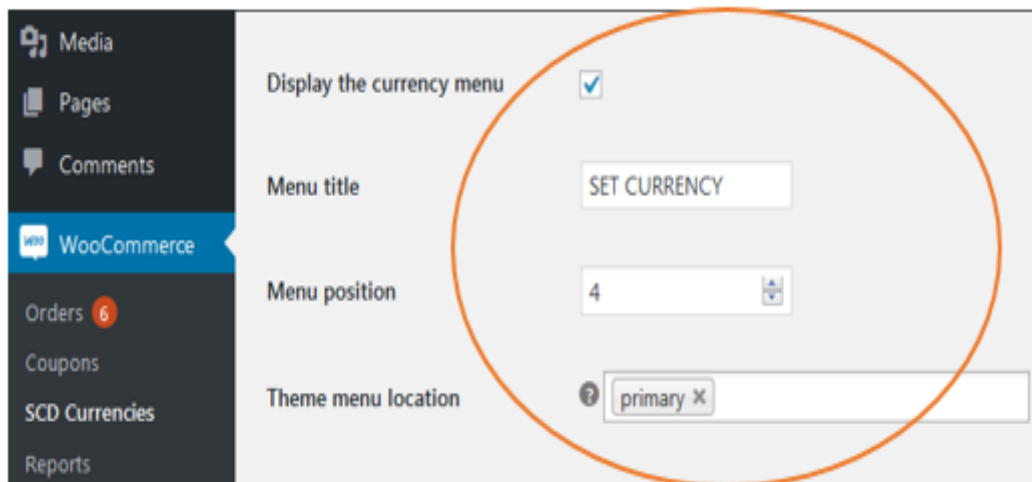 Media
Pages
Comments
WOO WooCommerce
Orders 6
Coupons
SCD Currencies
Reports
Display the currency menu
Menu title SET CURRENCY
Menu position 4
Theme menu location ? primary ×